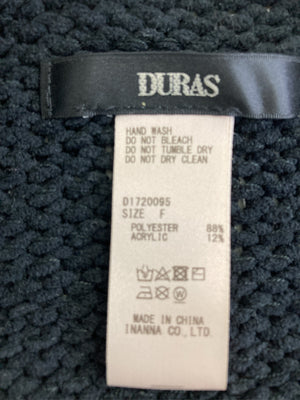 DURAS
HAND WASH
DO NOT BLEACH
DO NOT TUMBLE DRY
DO NOT DRY CLEAN
D1720095
SIZE F
POLYESTER 88%
ACRYLIC 12%
MADE IN CHINA
INANNA CO., LTD.